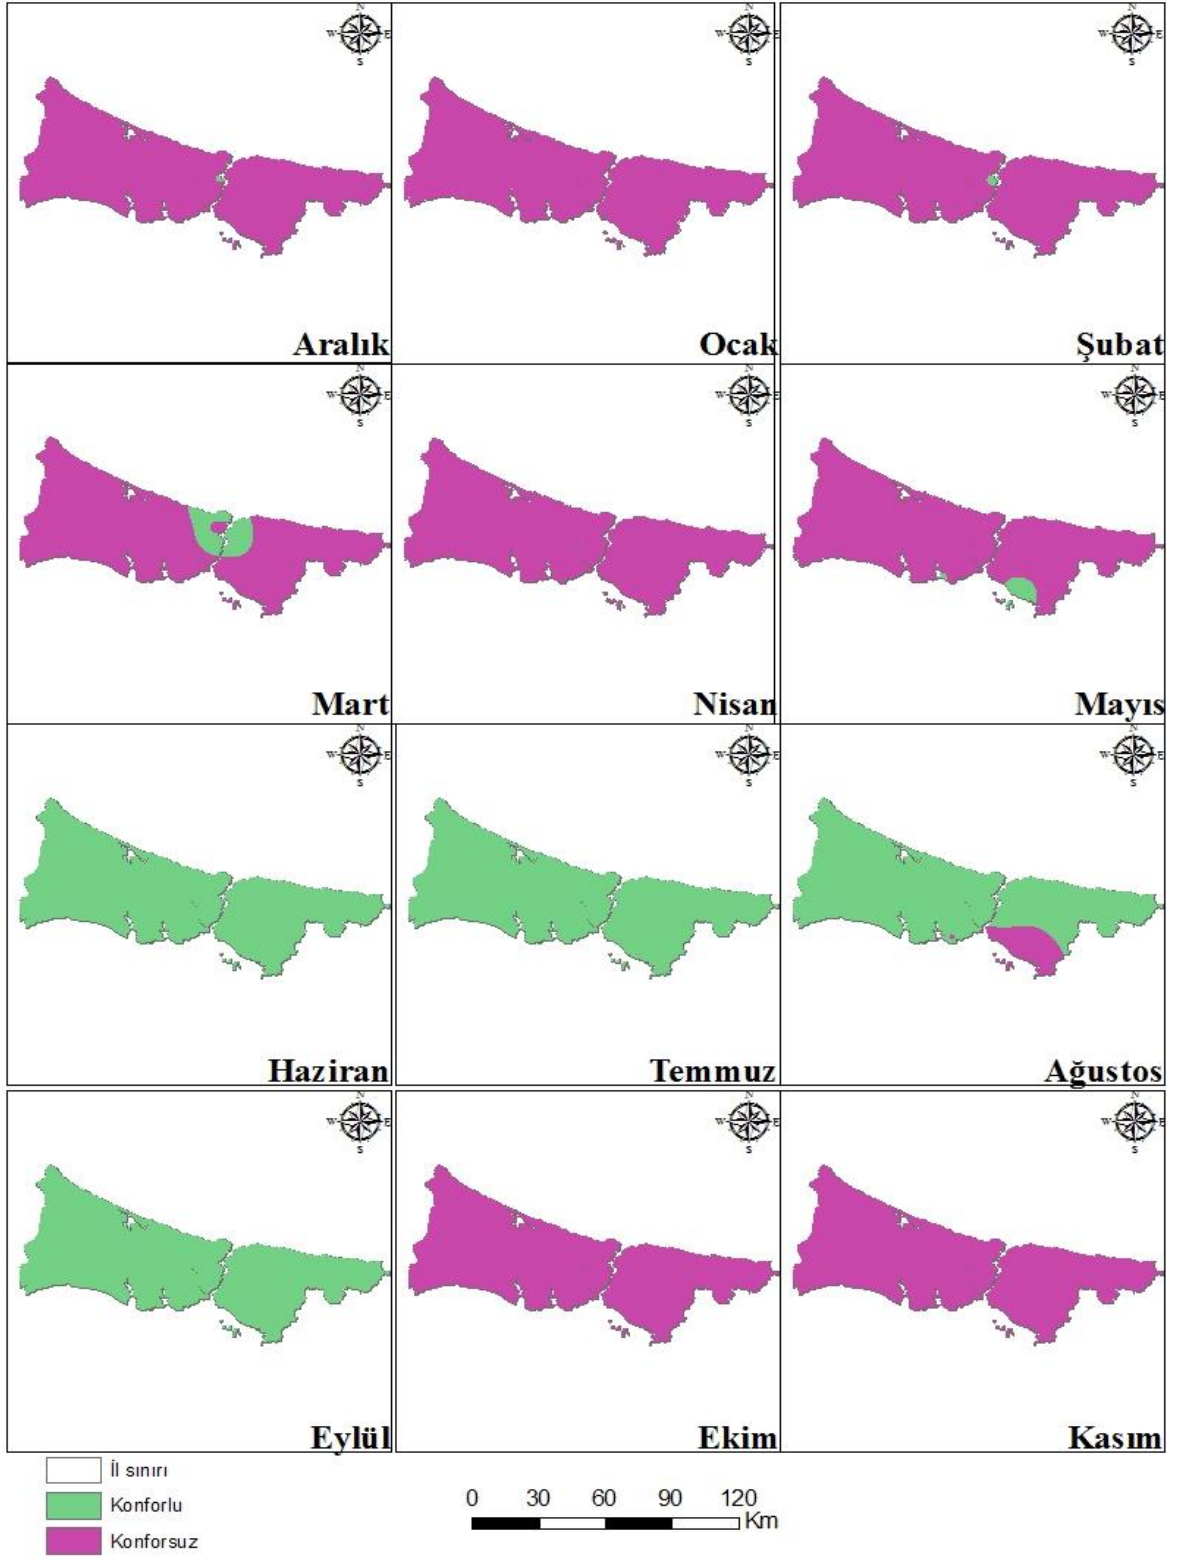 N
W E
S
N
W E
S
N
W E
S
Aralık
Ocak
Şubat
N
W E
S
N
W E
S
N
W E
S
Mart
Nisan
Mayıs
N
W E
S
N
W E
S
N
W E
S
Haziran
Temmuz
Ağustos
N
W E
S
N
W E
S
N
W E
S
Eylül
Ekim
Kasım
İl sınırı
Konforlu
Konforsuz
0 30 60 90 120
Km